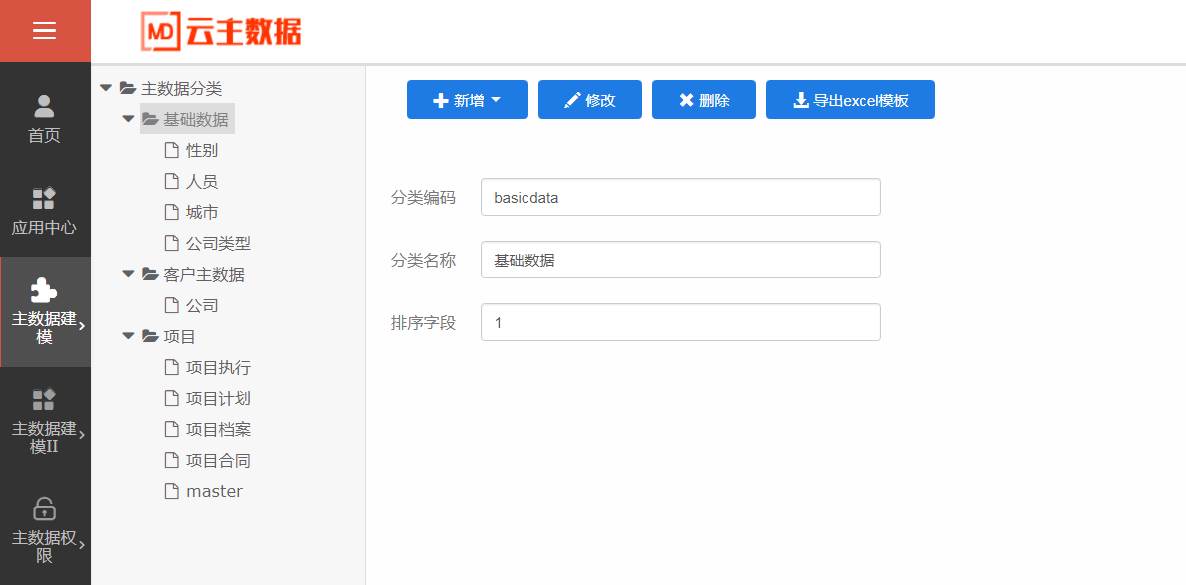 MD 云主数据
首页
应用中心
主数据建
模
主数据建
模II
主数据权
限
主数据分类
基础数据
性别
人员
城市
公司类型
客户主数据
公司
项目
项目执行
项目计划
项目档案
项目合同
master
新增
修改
删除
导出excel模板
分类编码
basicdata
分类名称
基础数据
排序字段
1